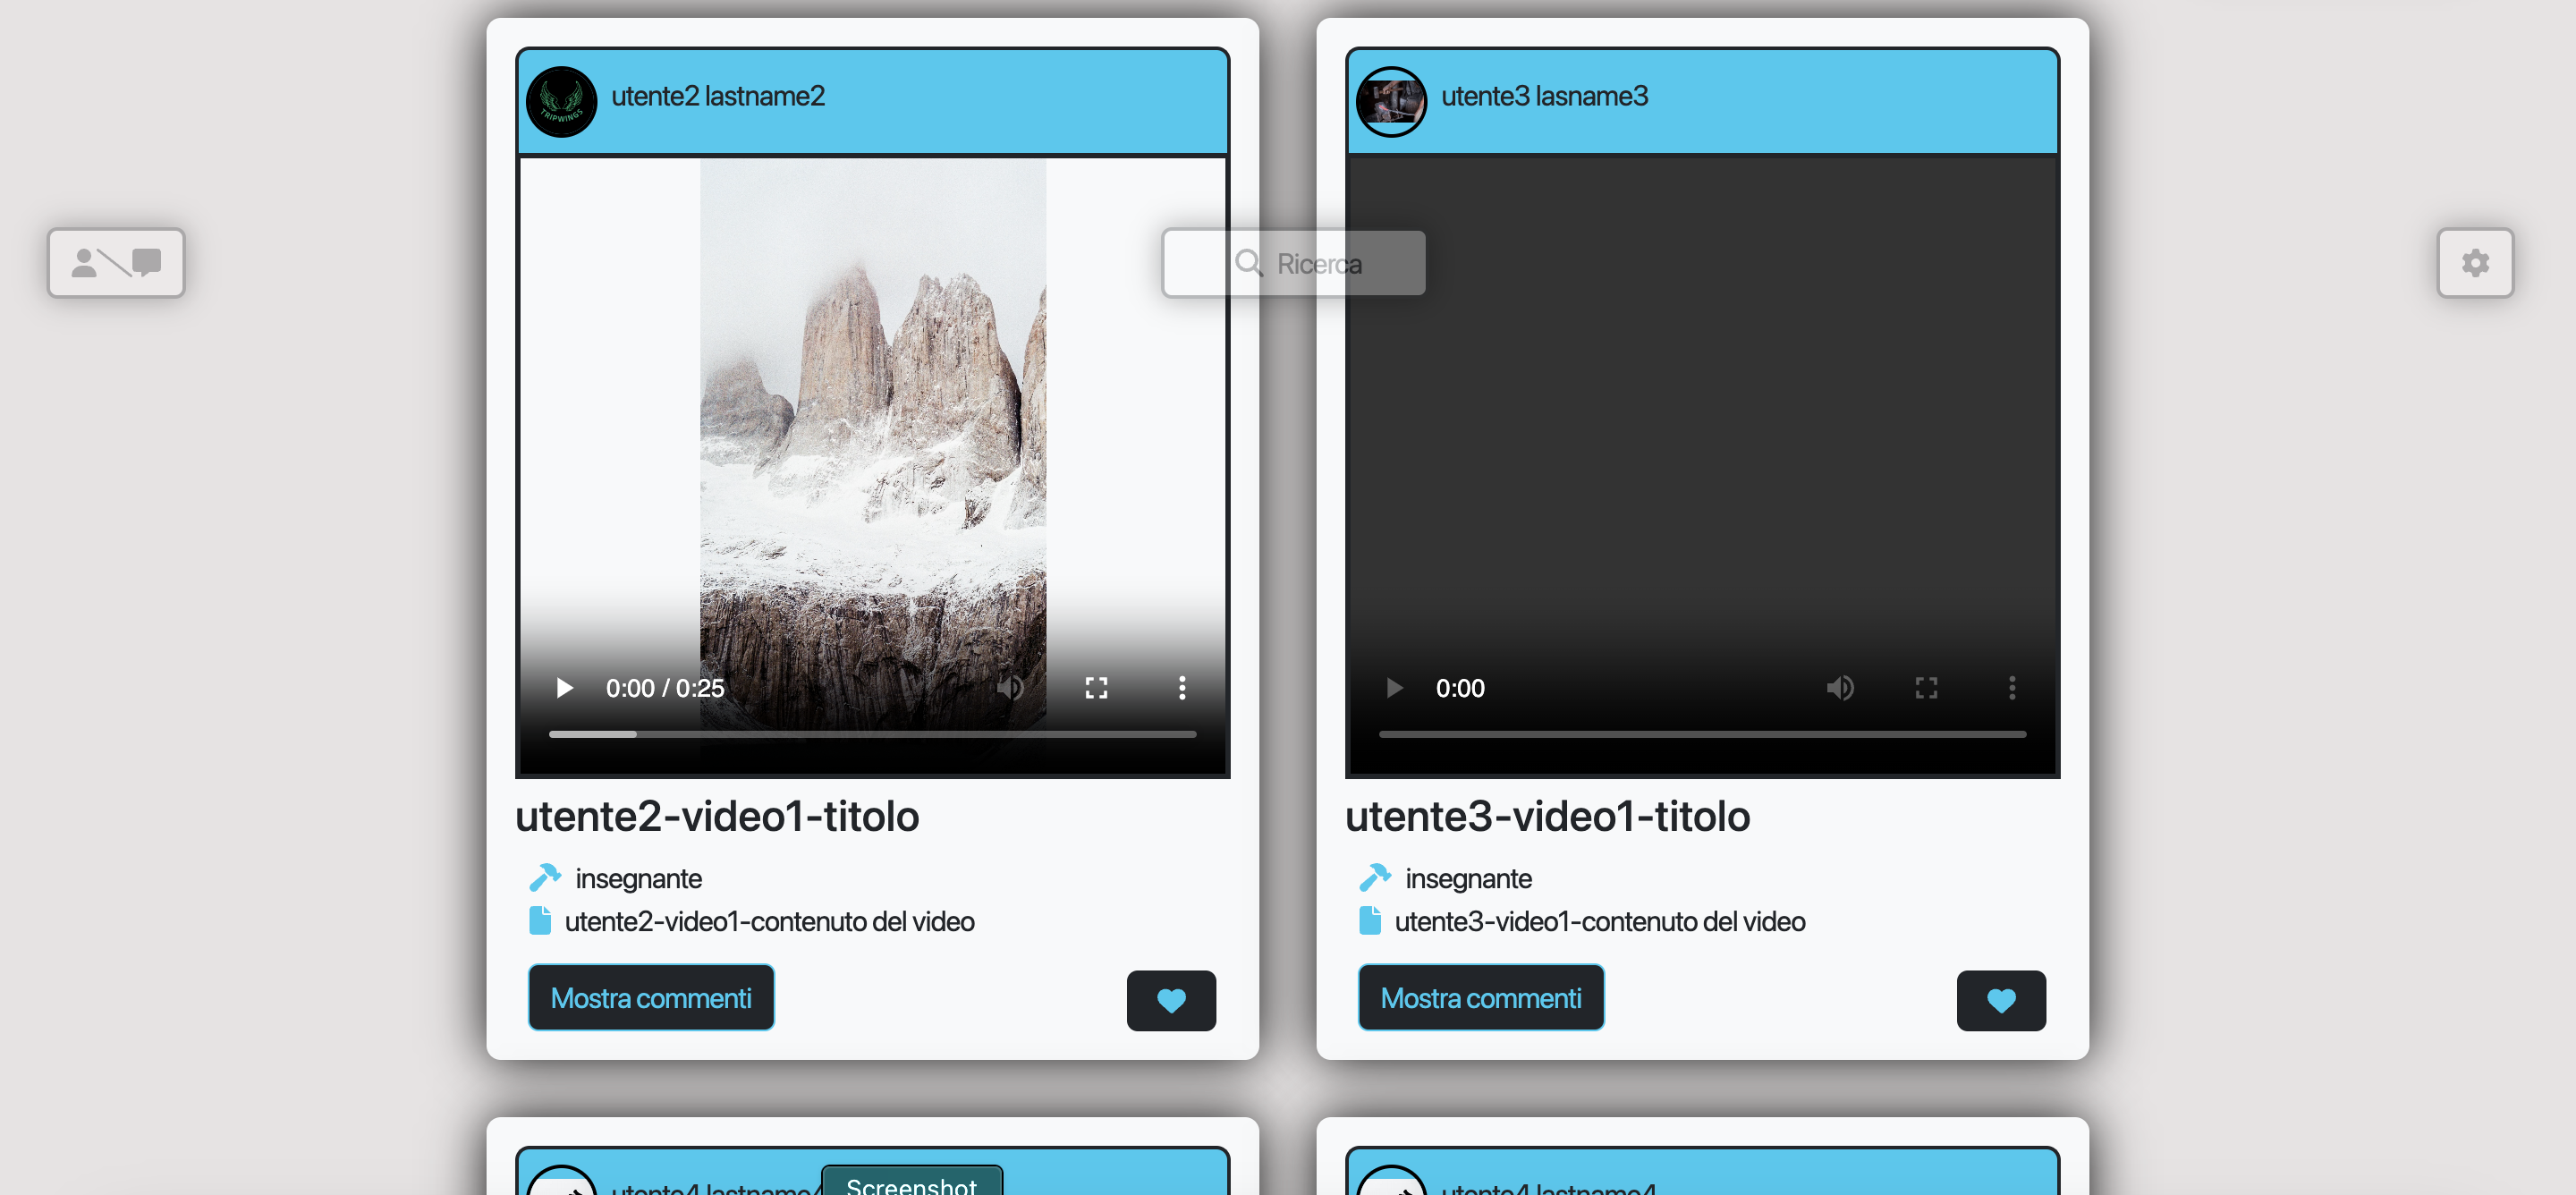 utente2 lastname2
TRIPWINGS
utente3 lasname3
Ricerca
0:00 / 0:25
0:00
utente2-video1-titolo
utente3-video1-titolo
insegnante
insegnante
utente2-video1-contenuto del video
utente3-video1-contenuto del video
Mostra commenti
Mostra commenti
utente4 lastname4
Screenshot
utente4 lastname4